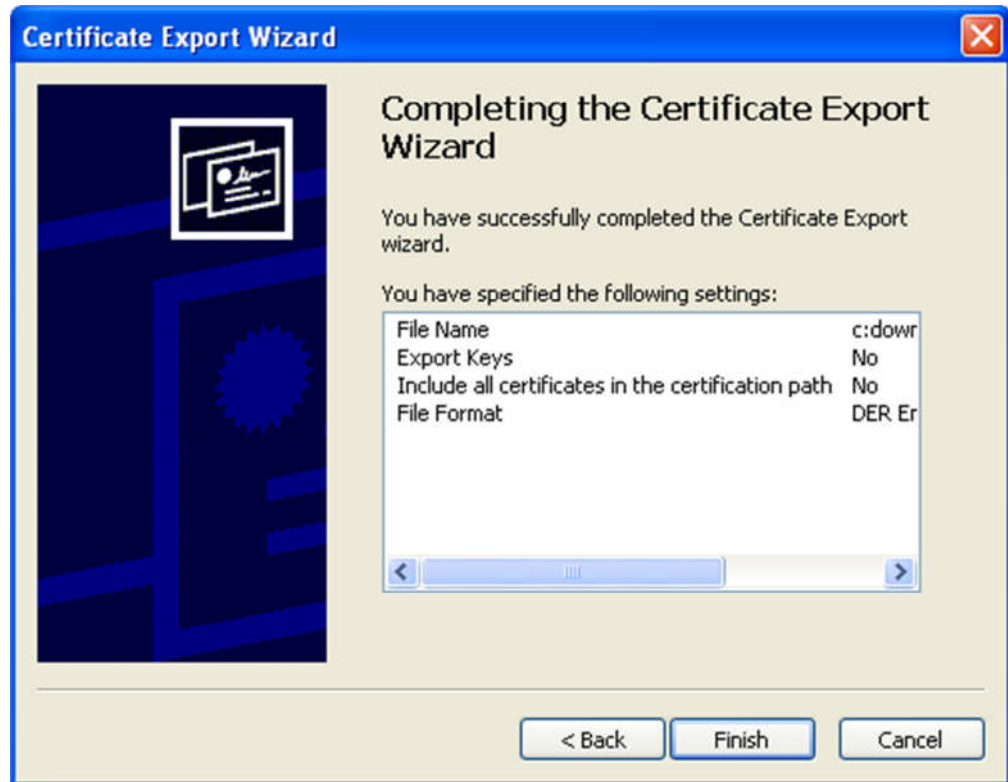 Certificate Export Wizard
Completing the Certificate Export
Wizard
You have successfully completed the Certificate Export
wizard.
You have specified the following settings:
File Name c:dowr
Export Keys No
Include all certificates in the certification path No
File Format DER Er
< Back Finish Cancel